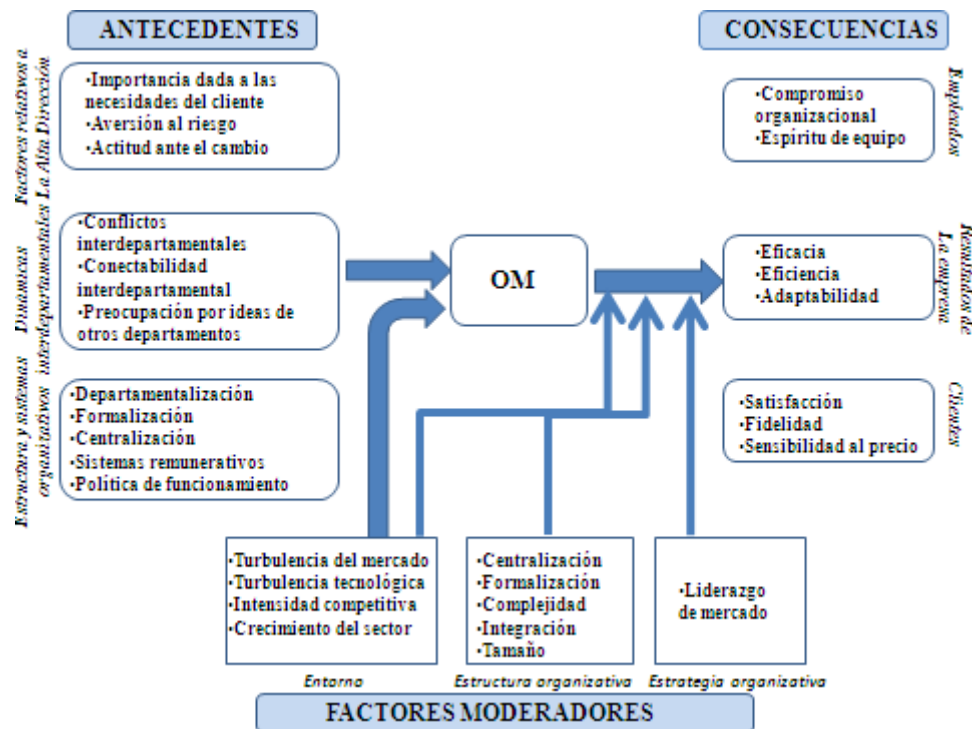 ANTECEDENTES
Factores relativos a
La Alta Dirección
•Importancia dada a las
necesidades del cliente
•Aversión al riesgo
•Actitud ante el cambio
Dinámicas
interdepartamentales
•Conflictos
interdepartamentales
•Conectabilidad
interdepartamental
•Preocupación por ideas de
otros departamentos
Estructura y sistemas
organizativos
•Departamentalización
•Formalización
•Centralización
•Sistemas remunerativos
•Política de funcionamiento
OM
CONSECUENCIAS
•Compromiso
organizacional
•Espíritu de equipo
Empleados
•Eficacia
•Eficiencia
•Adaptabilidad
Resultados de
La empresa
•Satisfacción
•Fidelidad
•Sensibilidad al precio
Clientes
•Turbulencia del mercado
•Turbulencia tecnológica
•Intensidad competitiva
•Crecimiento del sector
Entorno
•Centralización
•Formalización
•Complejidad
•Integración
•Tamaño
Estructura organizativa
•Liderazgo
de mercado
Estrategia organizativa
FACTORES MODERADORES